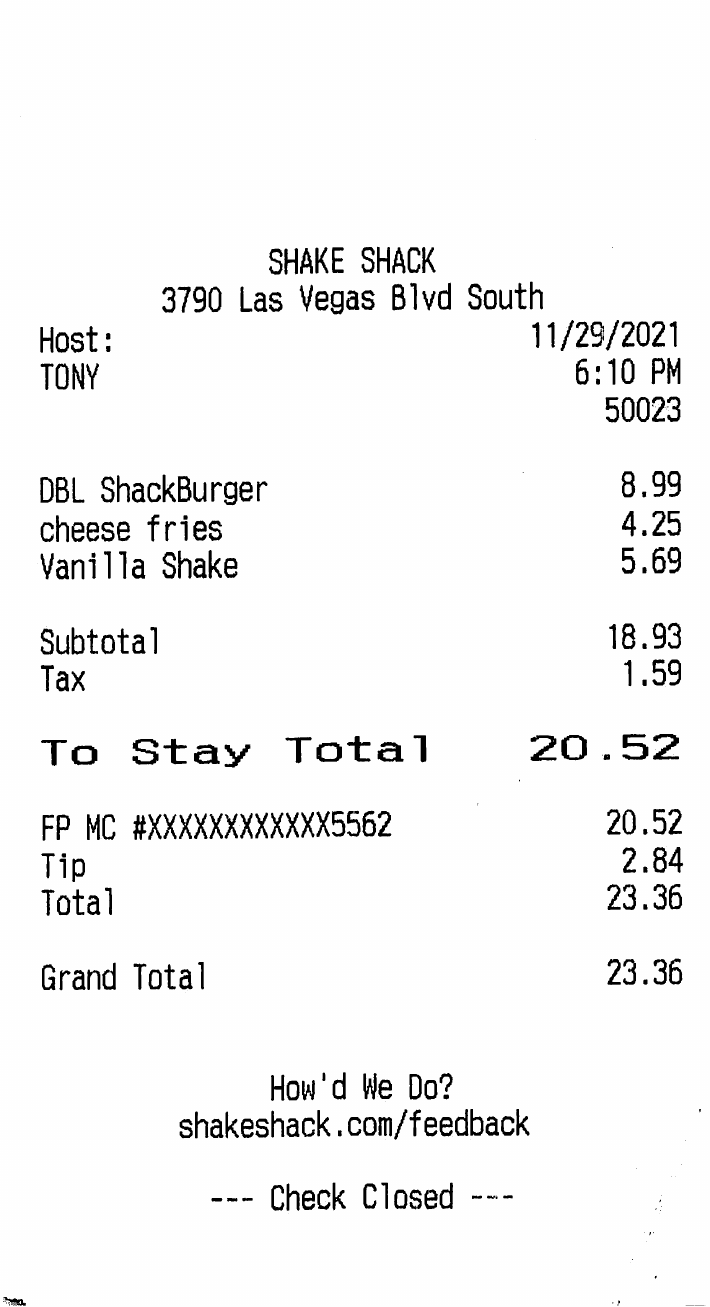 SHAKE SHACK
3790 Las Vegas Blvd South
Host: 11/29/2021
TONY 6:10 PM
50023
DBL ShackBurger 8.99
cheese fries 4.25
Vanilla Shake 5.69
Subtotal 18.93
Tax 1.59
To Stay Total 20.52
FP MC #XXXXXXXXXXXX5562 20.52
Tip 2.84
Total 23.36
Grand Total 23.36
How'd We Do?
shakeshack.com/feedback
--- Check Closed ---